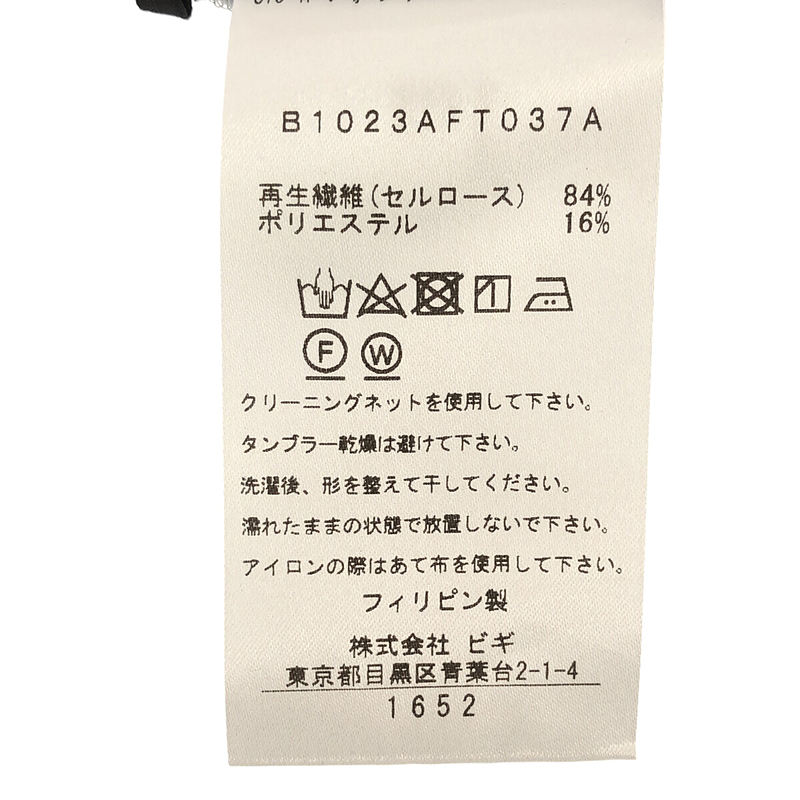 B1023AFT037A
再生繊維(セルロース) 84%
ポリエステル 16%
F W
クリーニングネットを使用して下さい。
タンブラー乾燥は避けて下さい。
洗濯後、形を整えて干してください。
濡れたままの状態で放置しないで下さい。
アイロンの際はあて布を使用して下さい。
フィリピン製
株式会社 ビギ
東京都目黒区青葉台2-1-4
1652